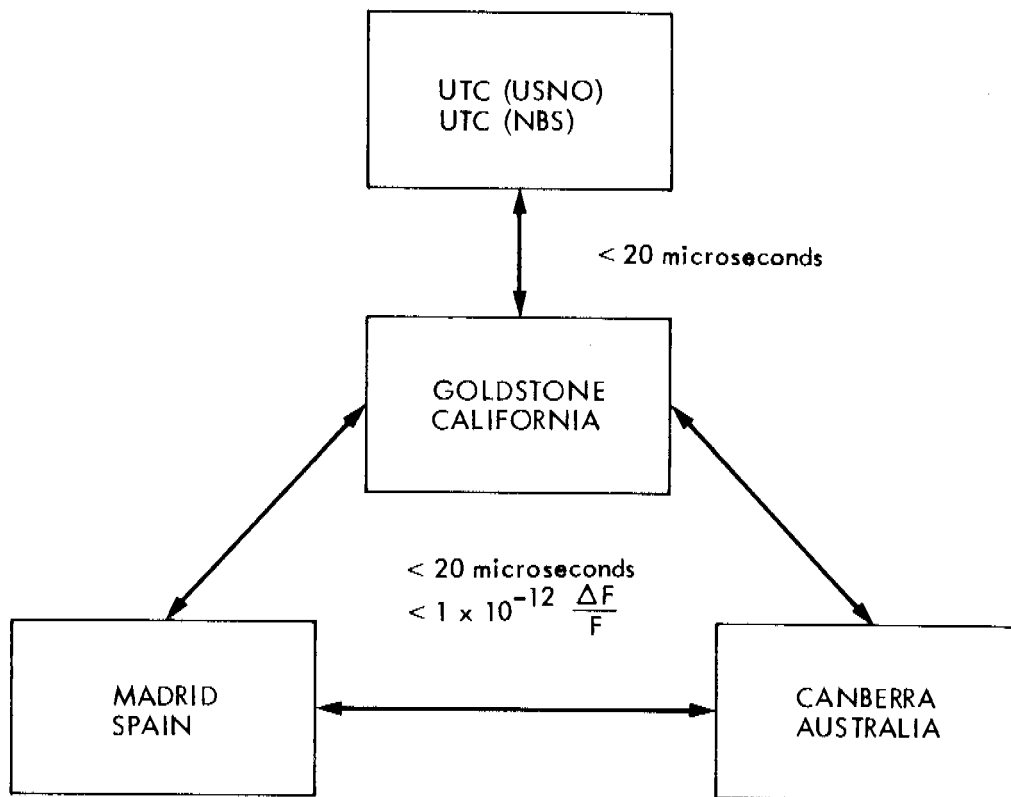 UTC (USNO)
UTC (NBS)
< 20 microseconds
GOLDSTONE
CALIFORNIA
< 20 microseconds
< 1 x 10⁻¹² ΔF/F
MADRID
SPAIN
CANBERRA
AUSTRALIA